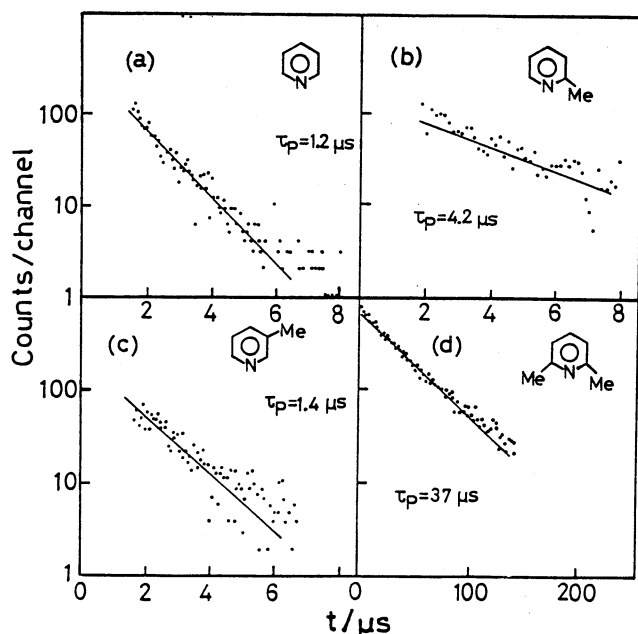 (a)
N
τp=1.2 μs
(b)
N
Me
τp=4.2 μs
100
10
1
2 4 6 8
0 2 4 6 8
Counts/channel
(c)
Me
N
τp=1.4 μs
(d)
Me N Me
τp=37 μs
100
10
1
0 2 4 6
0 100 200
t/μs